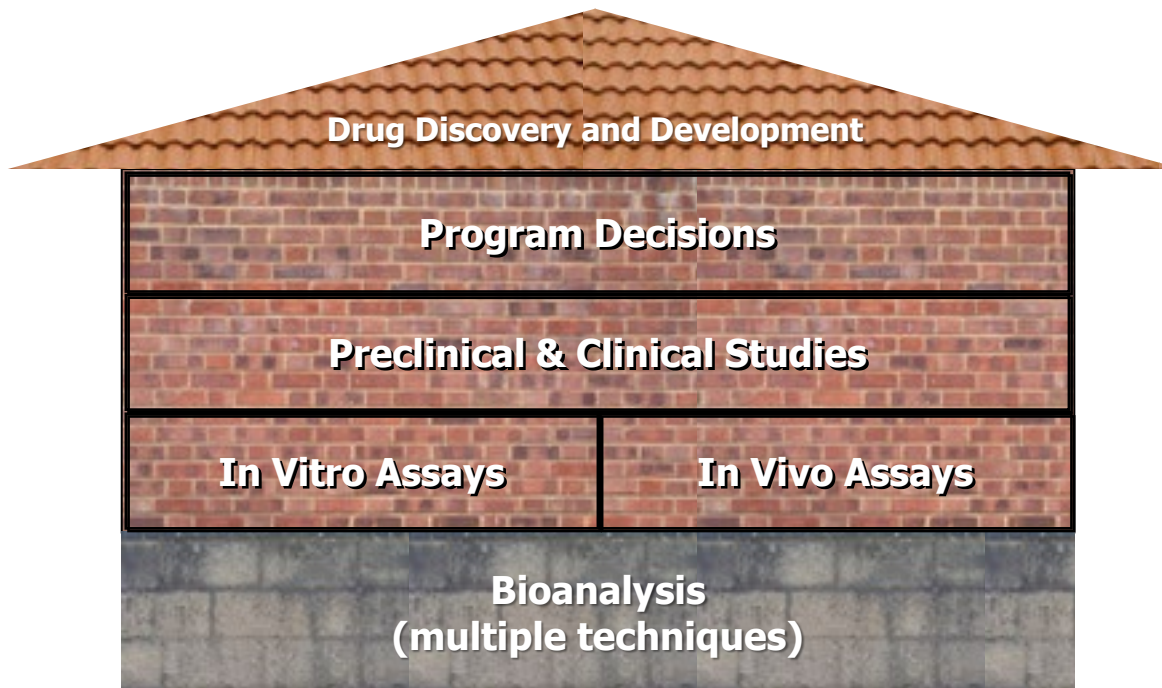 Drug Discovery and Development
Program Decisions
Preclinical & Clinical Studies
In Vitro Assays
In Vivo Assays
Bioanalysis
(multiple techniques)